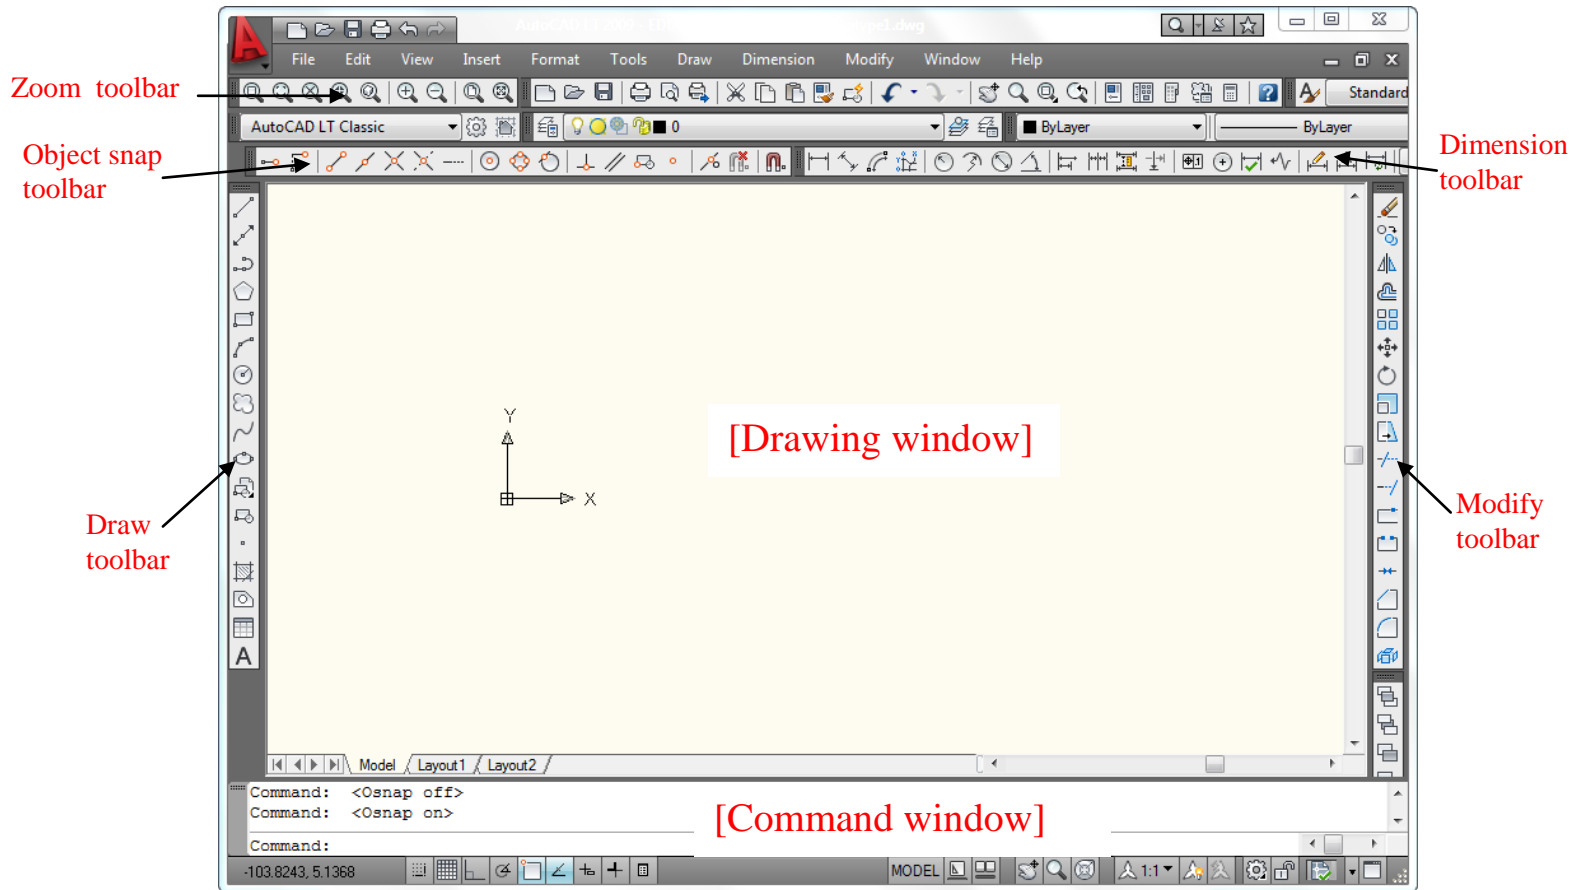 AutoCAD LT
File Edit View Insert Format Tools Draw Dimension Modify Window Help
Zoom toolbar
Standard
AutoCAD LT Classic
0
ByLayer
ByLayer
Object snap
toolbar
Dimension
toolbar
Y
X
[Drawing window]
Draw
toolbar
Modify
toolbar
A
Model Layout1 Layout2
Command: <Osnap off>
Command: <Osnap on>
[Command window]
Command:
-103.8243, 5.1368
MODEL
1:1